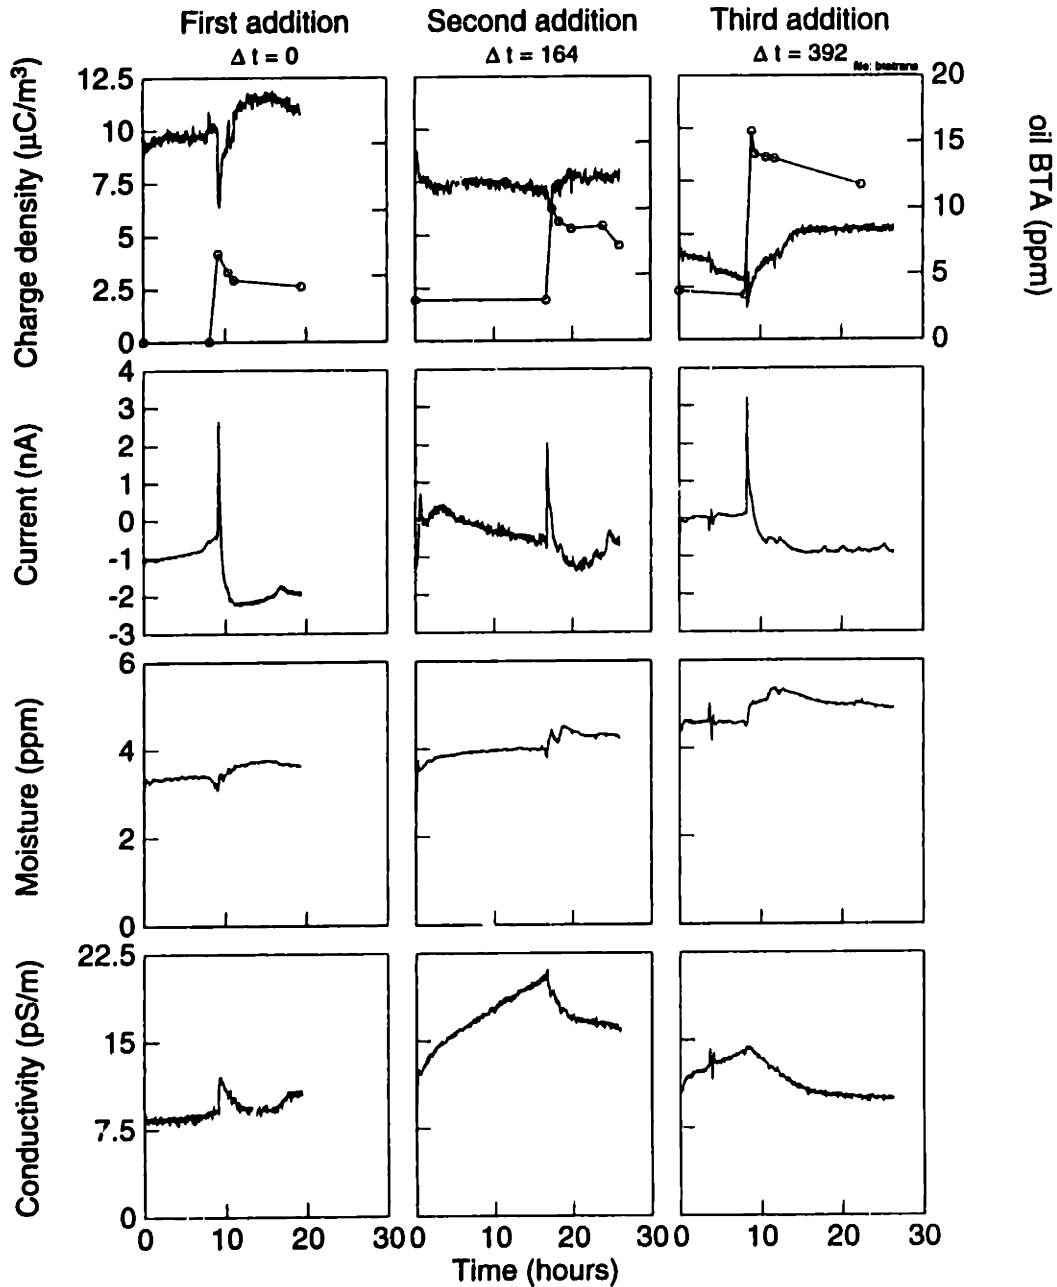 First addition
Second addition
Third addition
Δ t = 0
Δ t = 164
Δ t = 392
file: btatrans
Charge density (μC/m³)
12.5
10
7.5
5
2.5
0
20
15
10
5
0
oil BTA (ppm)
Current (nA)
4
3
2
1
0
-1
-2
-3
Moisture (ppm)
6
4
2
0
Conductivity (pS/m)
22.5
15
7.5
0
0 10 20 30 0 10 20 30 0 10 20 30
Time (hours)